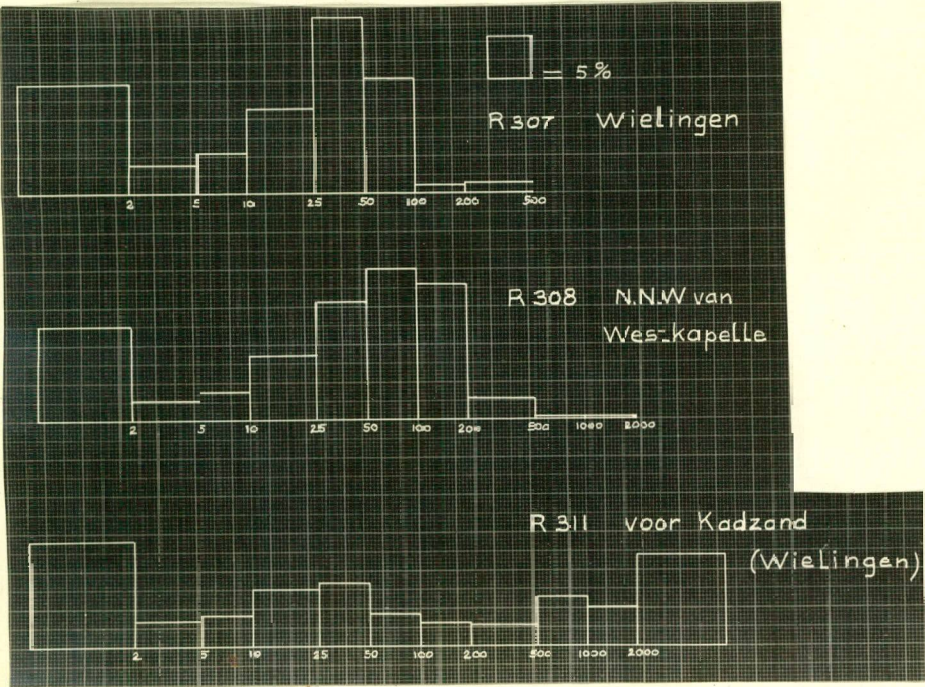 = 5%
R 307 Wielingen
2 5 10 25 50 100 200 500
R 308 N.N.W van
Wes-kapelle
2 5 10 25 50 100 200 500 1000 2000
R 311 voor Kadzand
(Wielingen)
2 5 10 25 50 100 200 500 1000 2000